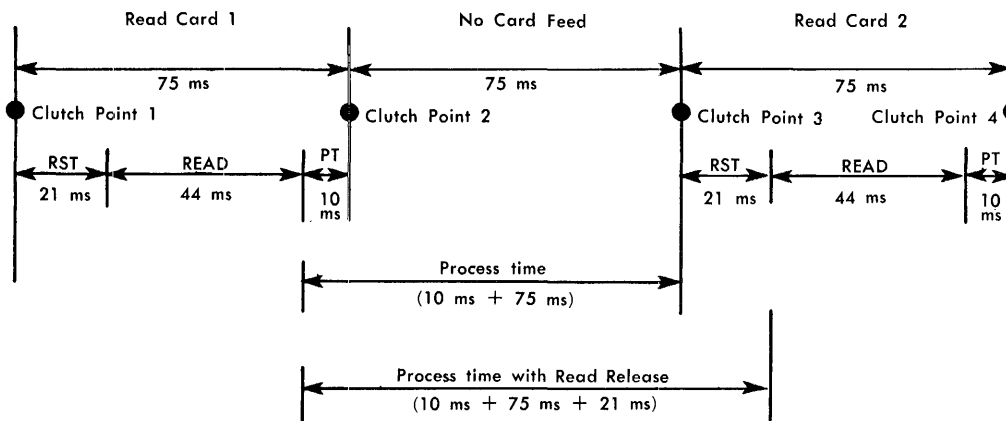 Read Card 1 No Card Feed Read Card 2
75 ms 75 ms 75 ms
Clutch Point 1 Clutch Point 2 Clutch Point 3 Clutch Point 4
RST READ PT RST READ PT
21 ms 44 ms 10 ms 21 ms 44 ms 10 ms
Process time
(10 ms + 75 ms)
Process time with Read Release
(10 ms + 75 ms + 21 ms)